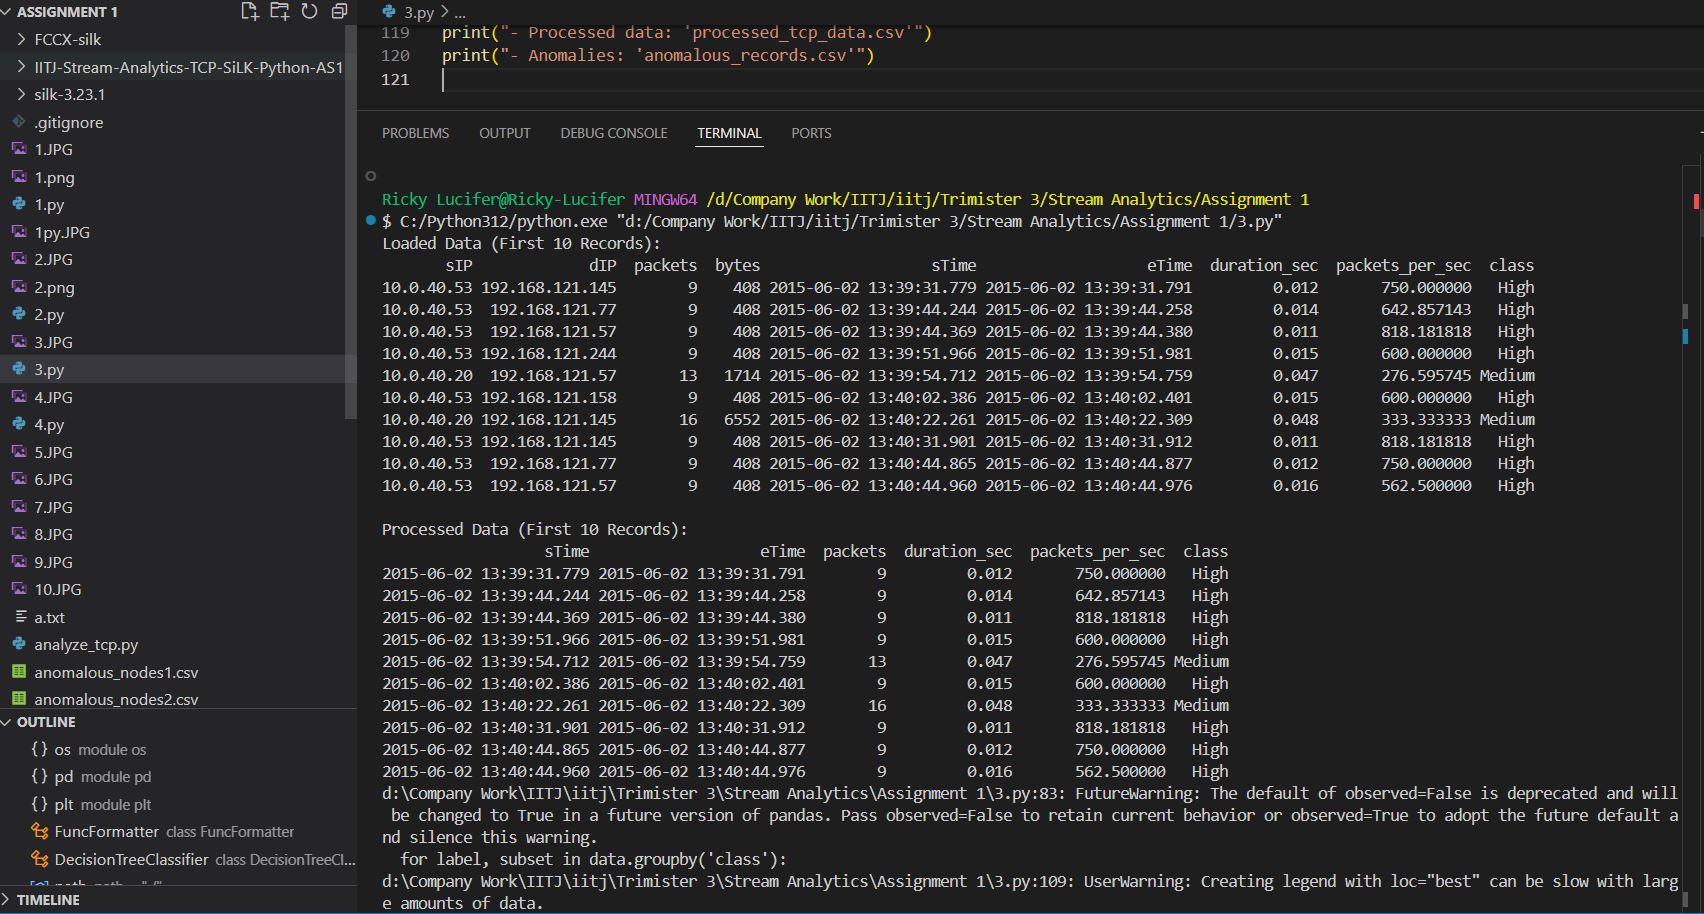 ASSIGNMENT 1
FCCX-silk
IITJ-Stream-Analytics-TCP-SiLK-Python-AS1
silk-3.23.1
.gitignore
1.JPG
1.png
1.py
1py.JPG
2.JPG
2.png
2.py
3.JPG
3.py
4.JPG
4.py
5.JPG
6.JPG
7.JPG
8.JPG
9.JPG
10.JPG
a.txt
analyze_tcp.py
anomalous_nodes1.csv
anomalous_nodes2.csv
OUTLINE
{} os module os
{} pd module pd
{} plt module plt
FuncFormatter class FuncFormatter
DecisionTreeClassifier class DecisionTreeCl...
TIMELINE
3.py > ...
119 print("- Processed data: 'processed_tcp_data.csv'")
120 print("- Anomalies: 'anomalous_records.csv'")
121
PROBLEMS OUTPUT DEBUG CONSOLE TERMINAL PORTS
Ricky Lucifer@Ricky-Lucifer MINGW64 /d/Company Work/IITJ/iitj/Trimister 3/Stream Analytics/Assignment 1
$ C:/Python312/python.exe "d:/Company Work/IITJ/iitj/Trimister 3/Stream Analytics/Assignment 1/3.py"
Loaded Data (First 10 Records):
sIP dIP packets bytes sTime eTime duration_sec packets_per_sec class
10.0.40.53 192.168.121.145 9 408 2015-06-02 13:39:31.779 2015-06-02 13:39:31.791 0.012 750.000000 High
10.0.40.53 192.168.121.77 9 408 2015-06-02 13:39:44.244 2015-06-02 13:39:44.258 0.014 642.857143 High
10.0.40.53 192.168.121.57 9 408 2015-06-02 13:39:44.369 2015-06-02 13:39:44.380 0.011 818.181818 High
10.0.40.53 192.168.121.244 9 408 2015-06-02 13:39:51.966 2015-06-02 13:39:51.981 0.015 600.000000 High
10.0.40.20 192.168.121.57 13 1714 2015-06-02 13:39:54.712 2015-06-02 13:39:54.759 0.047 276.595745 Medium
10.0.40.53 192.168.121.158 9 408 2015-06-02 13:40:02.386 2015-06-02 13:40:02.401 0.015 600.000000 High
10.0.40.20 192.168.121.145 16 6552 2015-06-02 13:40:22.261 2015-06-02 13:40:22.309 0.048 333.333333 Medium
10.0.40.53 192.168.121.145 9 408 2015-06-02 13:40:31.901 2015-06-02 13:40:31.912 0.011 818.181818 High
10.0.40.53 192.168.121.77 9 408 2015-06-02 13:40:44.865 2015-06-02 13:40:44.877 0.012 750.000000 High
10.0.40.53 192.168.121.57 9 408 2015-06-02 13:40:44.960 2015-06-02 13:40:44.976 0.016 562.500000 High
Processed Data (First 10 Records):
sTime eTime packets duration_sec packets_per_sec class
2015-06-02 13:39:31.779 2015-06-02 13:39:31.791 9 0.012 750.000000 High
2015-06-02 13:39:44.244 2015-06-02 13:39:44.258 9 0.014 642.857143 High
2015-06-02 13:39:44.369 2015-06-02 13:39:44.380 9 0.011 818.181818 High
2015-06-02 13:39:51.966 2015-06-02 13:39:51.981 9 0.015 600.000000 High
2015-06-02 13:39:54.712 2015-06-02 13:39:54.759 13 0.047 276.595745 Medium
2015-06-02 13:40:02.386 2015-06-02 13:40:02.401 9 0.015 600.000000 High
2015-06-02 13:40:22.261 2015-06-02 13:40:22.309 16 0.048 333.333333 Medium
2015-06-02 13:40:31.901 2015-06-02 13:40:31.912 9 0.011 818.181818 High
2015-06-02 13:40:44.865 2015-06-02 13:40:44.877 9 0.012 750.000000 High
2015-06-02 13:40:44.960 2015-06-02 13:40:44.976 9 0.016 562.500000 High
d:\Company Work\IITJ\iitj\Trimister 3\Stream Analytics\Assignment 1\3.py:83: FutureWarning: The default of observed=False is deprecated and will
be changed to True in a future version of pandas. Pass observed=False to retain current behavior or observed=True to adopt the future default a
nd silence this warning.
for label, subset in data.groupby('class'):
d:\Company Work\IITJ\iitj\Trimister 3\Stream Analytics\Assignment 1\3.py:109: UserWarning: Creating legend with loc="best" can be slow with larg
e amounts of data.